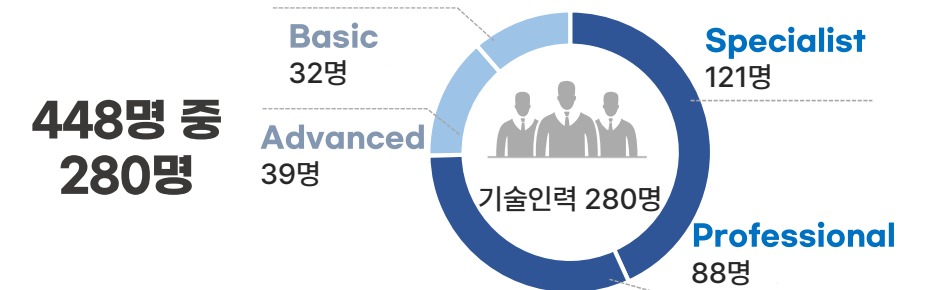 448명 중
280명
Basic
32명
Advanced
39명
기술인력 280명
Specialist
121명
Professional
88명